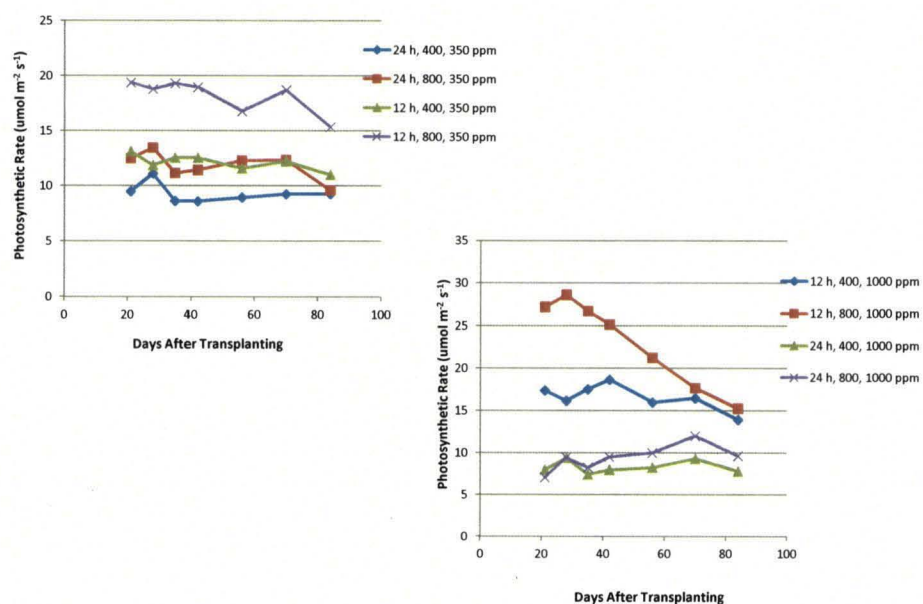 25
20
15
10
5
0
Photosynthetic Rate (umol m⁻² s⁻¹)
0 20 40 60 80 100
Days After Transplanting
24 h, 400, 350 ppm
24 h, 800, 350 ppm
12 h, 400, 350 ppm
12 h, 800, 350 ppm
35
30
25
20
15
10
5
0
Photosynthetic Rate (umol m⁻² s⁻¹)
0 20 40 60 80 100
Days After Transplanting
12 h, 400, 1000 ppm
12 h, 800, 1000 ppm
24 h, 400, 1000 ppm
24 h, 800, 1000 ppm